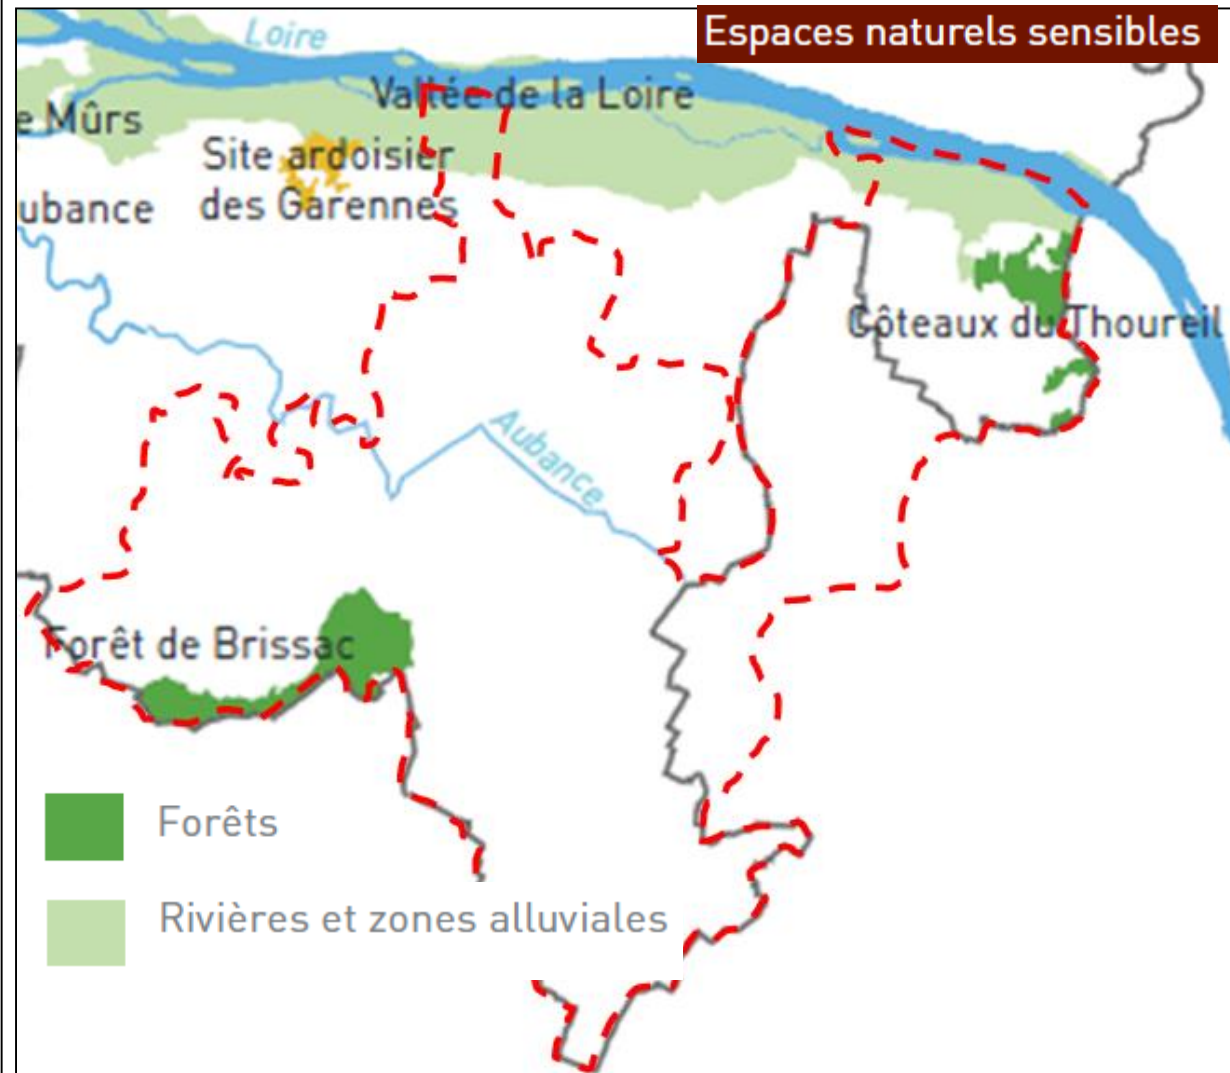 Espaces naturels sensibles
Loire
Vallée de la Loire
e Mûrs
Site ardoisier
des Garennes
ubance
Côteaux du Thoureil
Aubance
Forêt de Brissac
Forêts
Rivières et zones alluviales